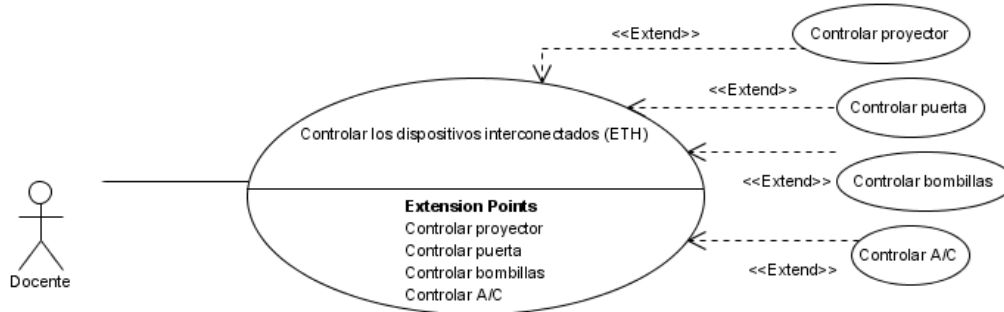 <<Extend>>
Controlar proyector
<<Extend>>
Controlar puerta
Controlar los dispositivos interconectados (ETH)
<<Extend>>
Controlar bombillas
Extension Points
Controlar proyector
Controlar puerta
Controlar bombillas
Controlar A/C
Controlar A/C
<<Extend>>
Docente